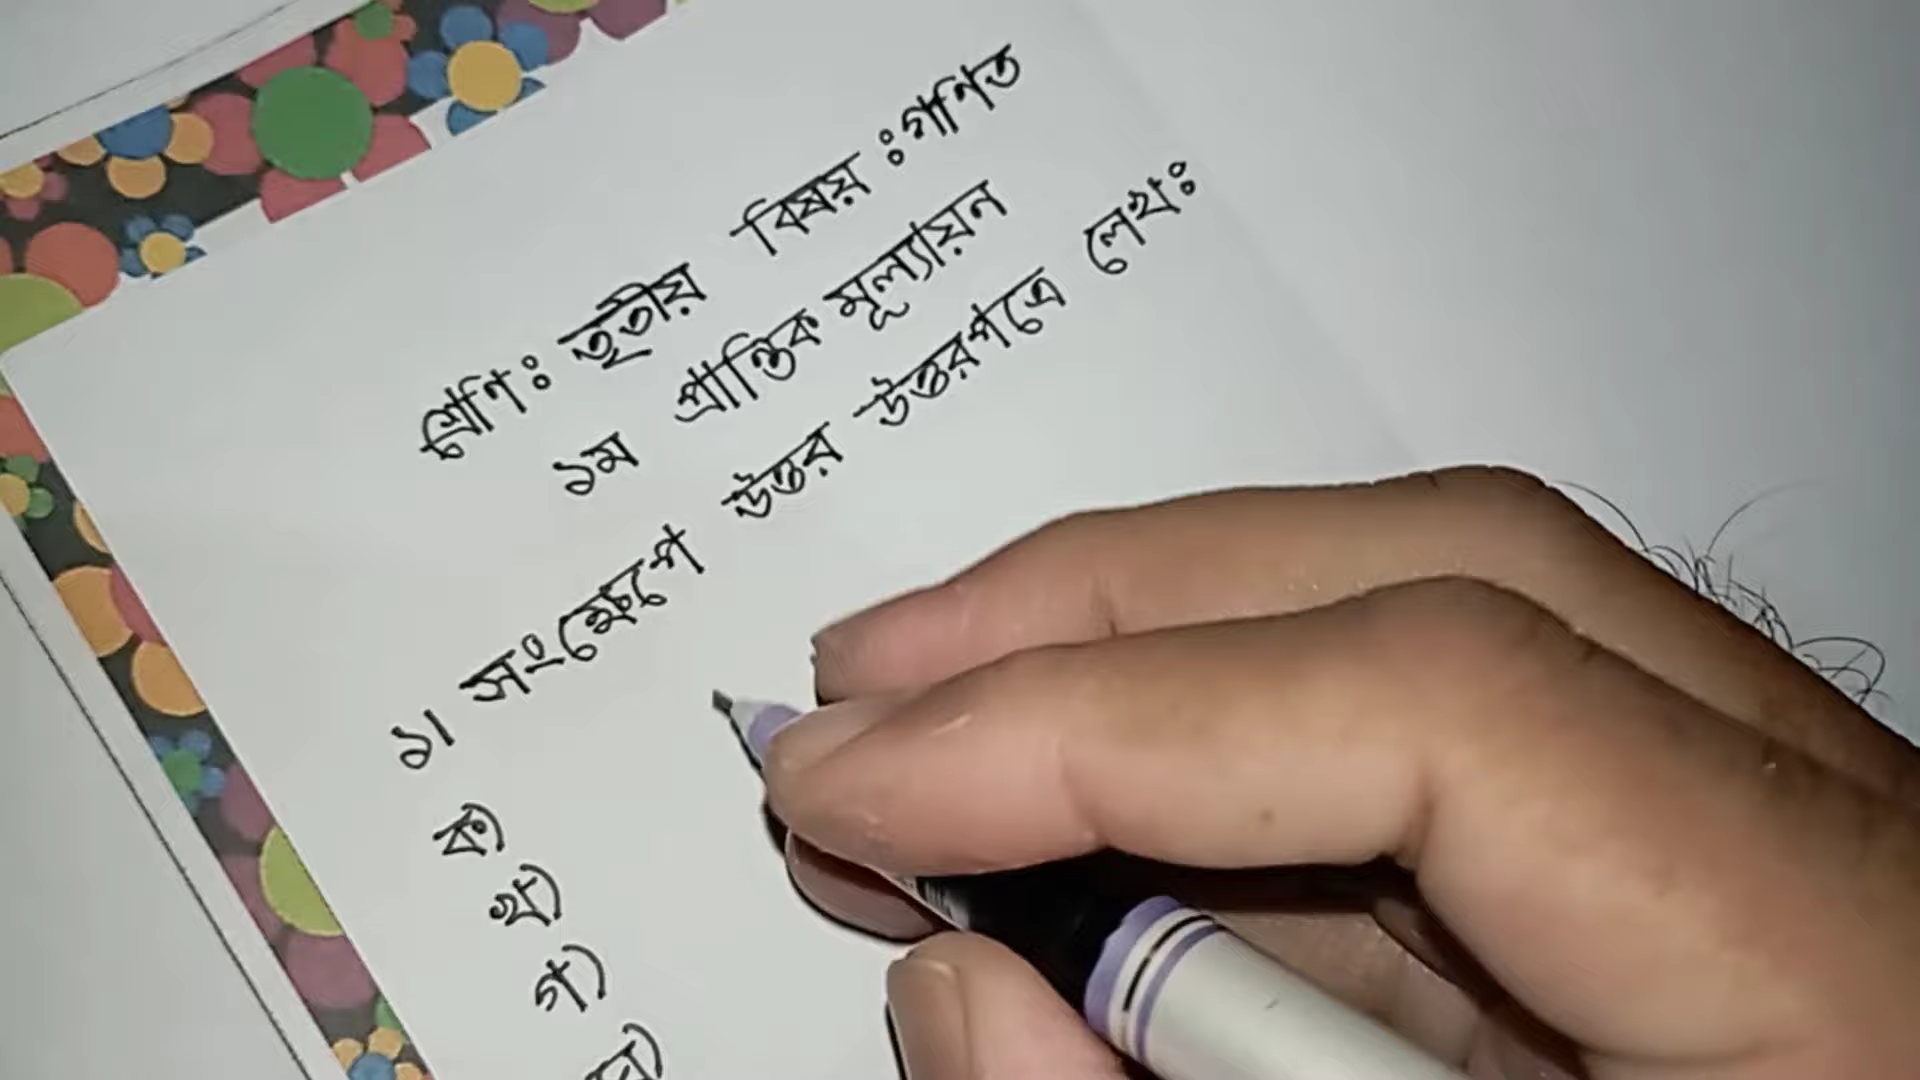 শ্রেণিঃ তৃতীয় বিষয়ঃ গণিত
১ম প্রান্তিক মূল্যায়ন
১। সংক্ষেপে উত্তর উত্তরপত্রে লেখঃ
ক)
খ)
গ)
ঘ)